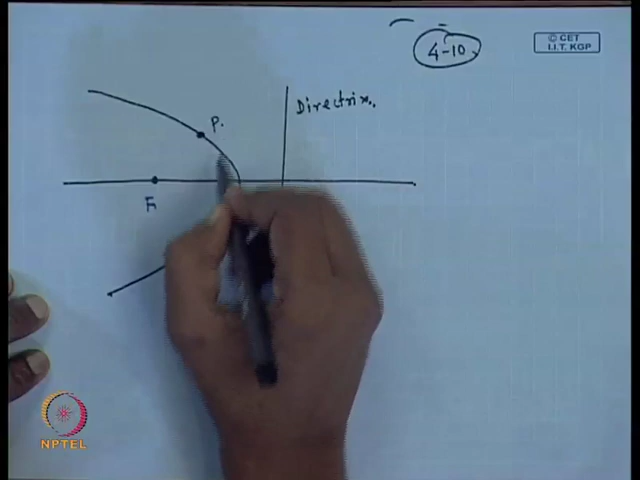 4-10
© CET
I.I.T. KGP
Directrix.
P.
F
NPTEL